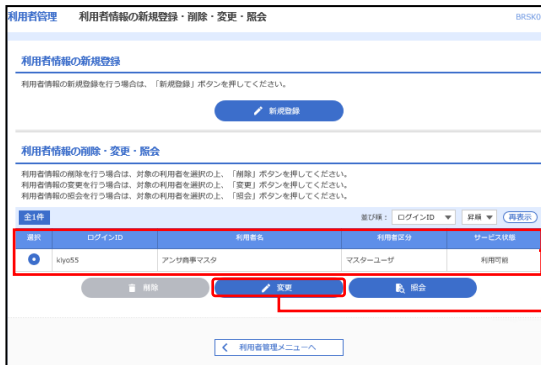 利用者管理 利用者情報の新規登録・削除・変更・照会 BRSK0
利用者情報の新規登録
利用者情報の新規登録を行う場合は、「新規登録」ボタンを押してください。
新規登録
利用者情報の削除・変更・照会
利用者情報の削除を行う場合は、対象の利用者を選択の上、「削除」ボタンを押してください。
利用者情報の変更を行う場合は、対象の利用者を選択の上、「変更」ボタンを押してください。
利用者情報の照会を行う場合は、対象の利用者を選択の上、「照会」ボタンを押してください。
全1件 並び順： ログインID 昇順 再表示
選択 ログインID 利用者名 利用者区分 サービス状態
kiyo55 アンサ商事マスタ マスターユーザ 利用可能
削除 変更 照会
利用者管理メニューへ